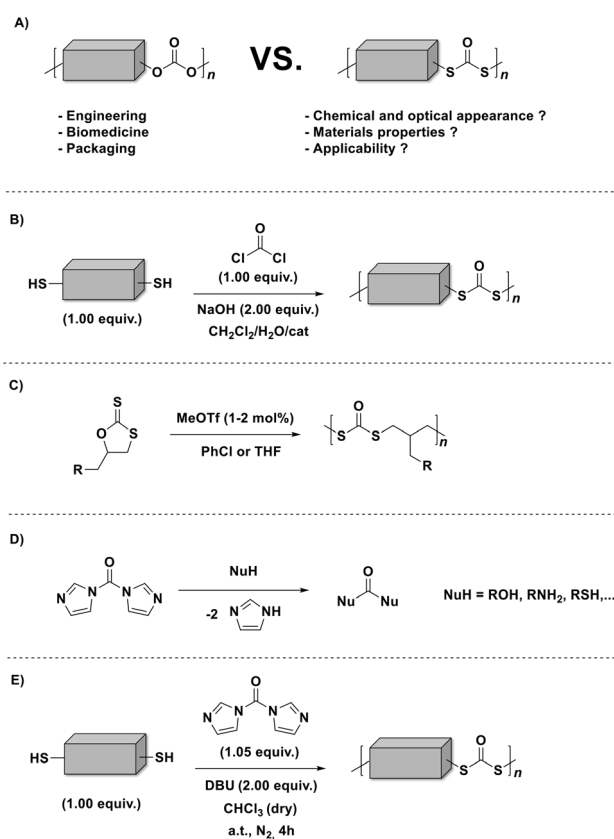 A)
O
O O n
VS.
O
S S n
- Engineering
- Biomedicine
- Packaging
- Chemical and optical appearance ?
- Materials properties ?
- Applicability ?
B)
HS SH
(1.00 equiv.)
O
Cl Cl
(1.00 equiv.)
NaOH (2.00 equiv.)
CH₂Cl₂/H₂O/cat
O
S S n
C)
S
O S
R
MeOTf (1-2 mol%)
PhCl or THF
O
S S n
R
D)
O
N N N N
NuH
-2 N NH
O
Nu Nu
NuH = ROH, RNH₂, RSH,...
E)
HS SH
(1.00 equiv.)
O
N N N N
(1.05 equiv.)
DBU (2.00 equiv.)
CHCl₃ (dry)
a.t., N₂, 4h
O
S S n